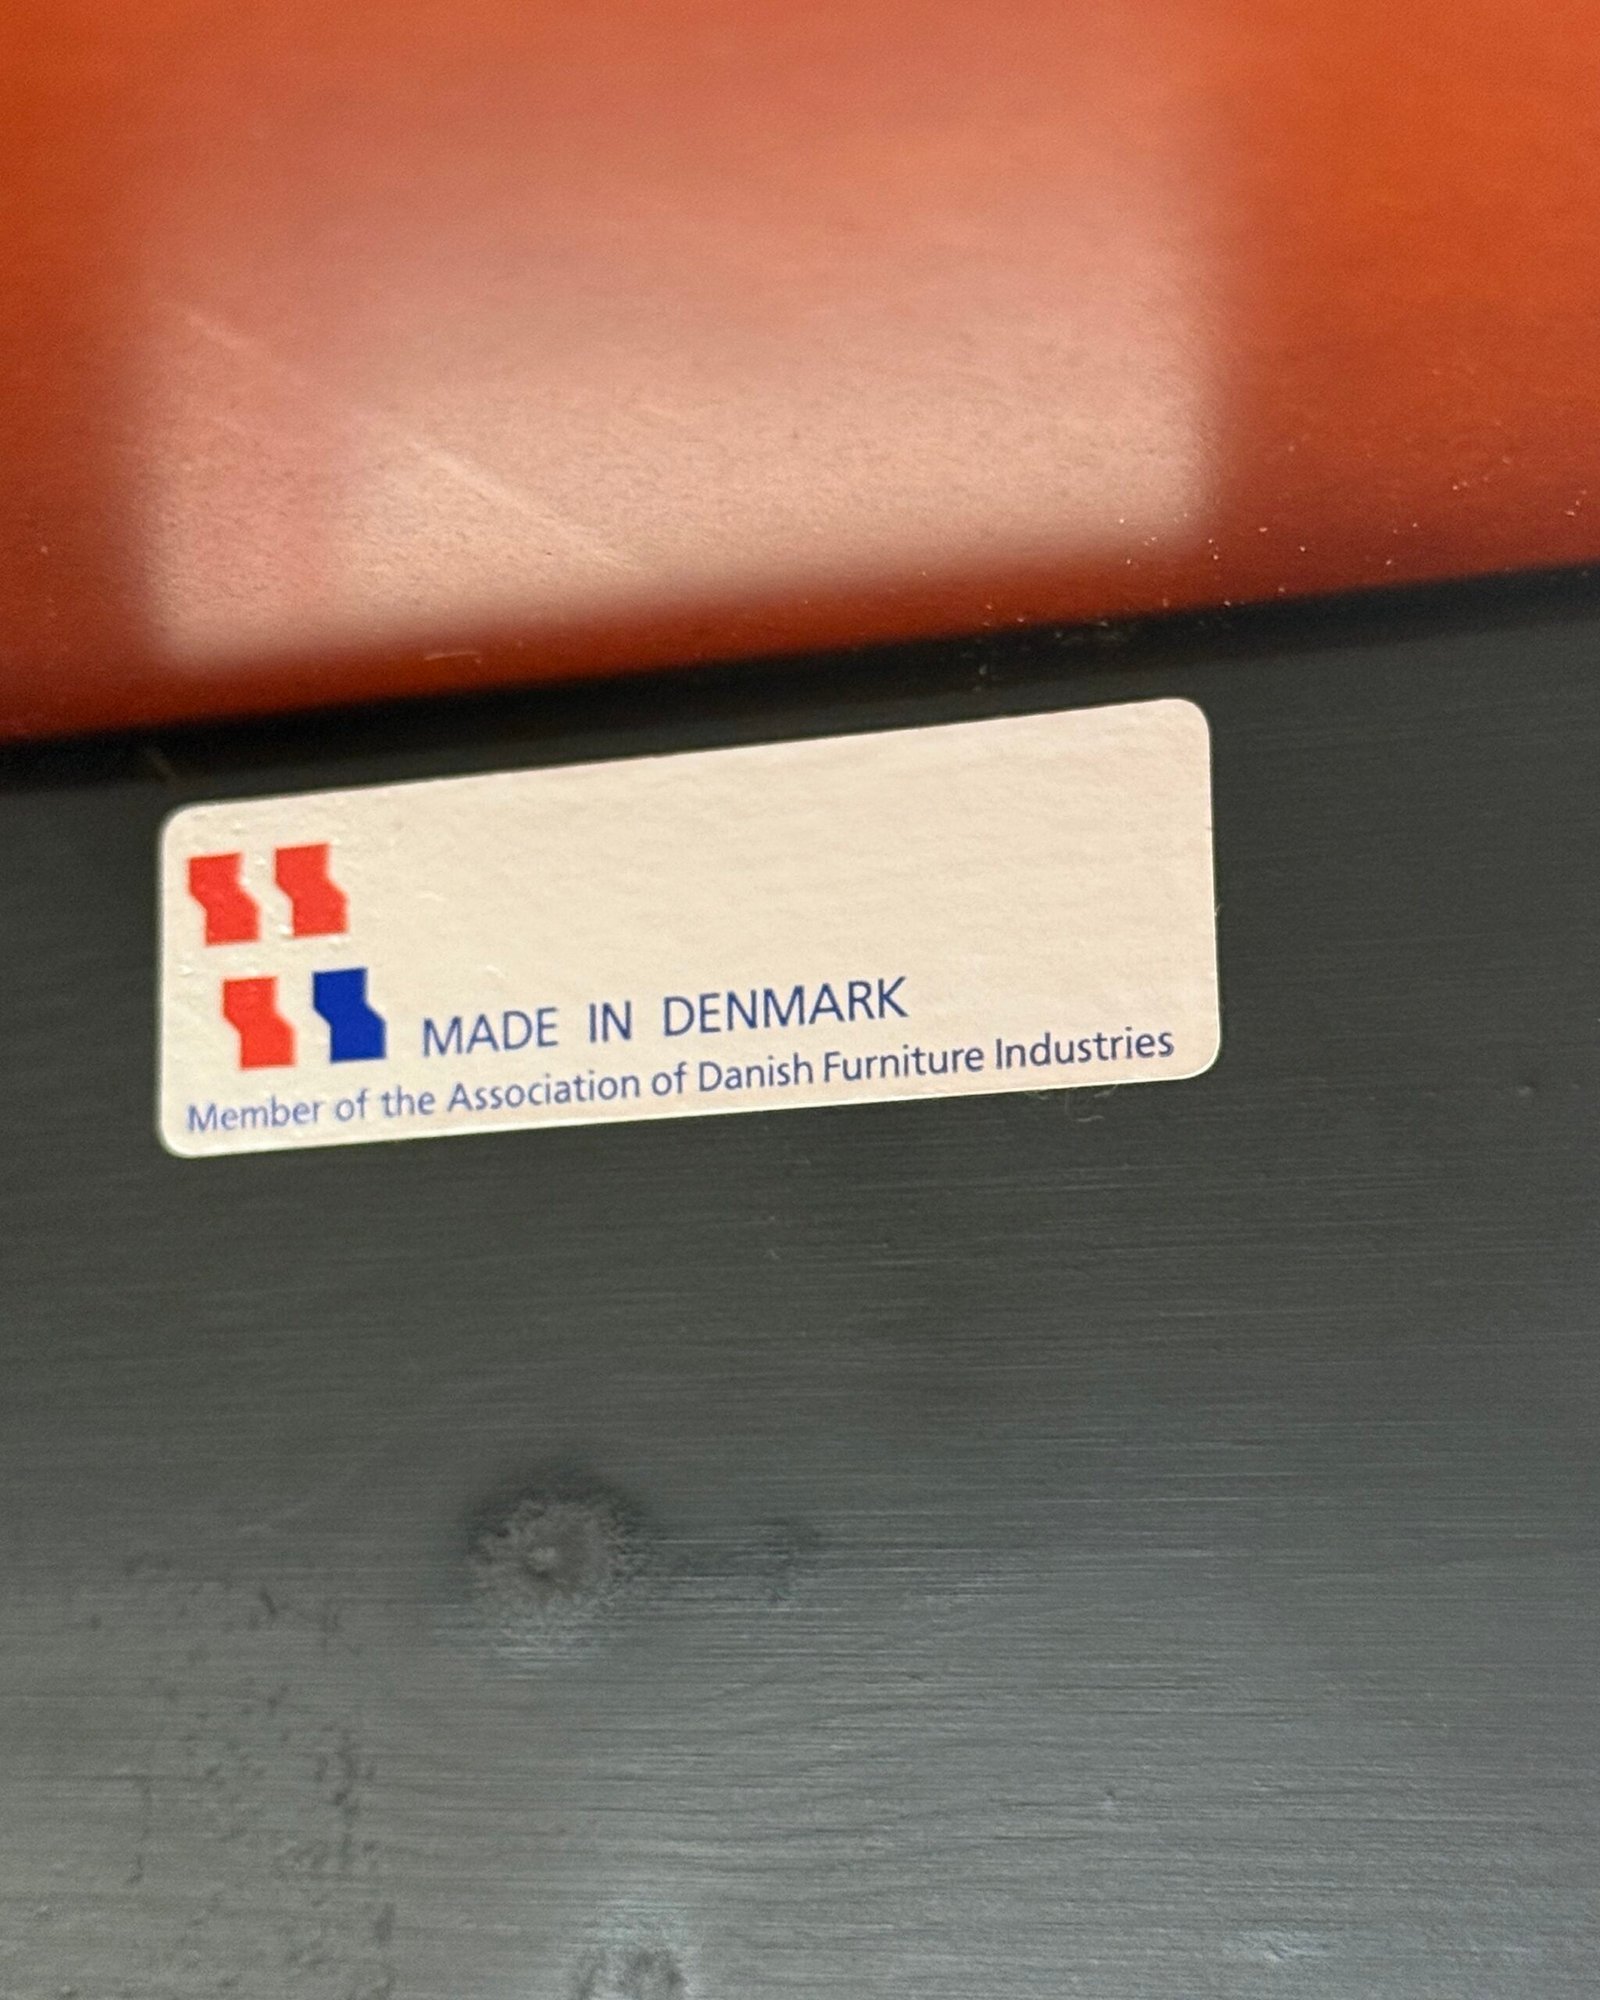 MADE IN DENMARK
Member of the Association of Danish Furniture Industries